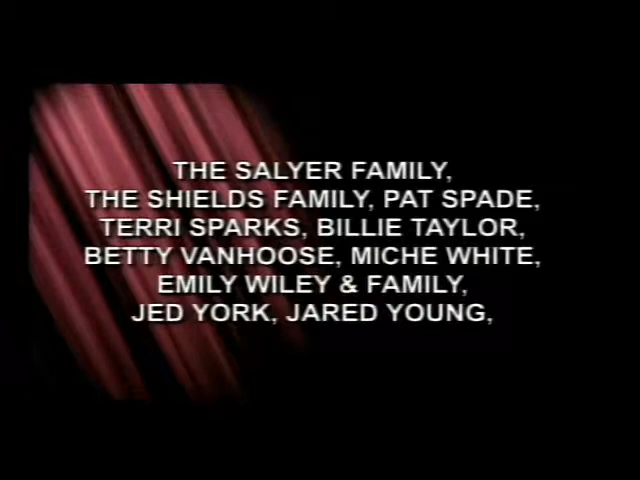 THE SALYER FAMILY,
THE SHIELDS FAMILY, PAT SPADE,
TERRI SPARKS, BILLIE TAYLOR,
BETTY VANHOOSE, MICHE WHITE,
EMILY WILEY & FAMILY,
JED YORK, JARED YOUNG,